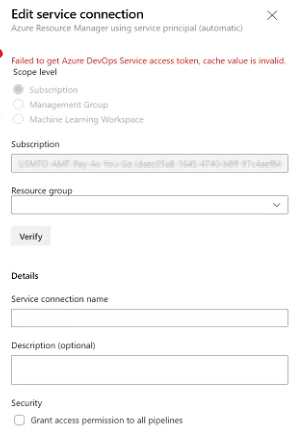 Edit service connection
Azure Resource Manager using service principal (automatic)
Failed to get Azure DevOps Service access token, cache value is invalid.
Scope level
Subscription
Management Group
Machine Learning Workspace
Subscription
Resource group
Verify
Details
Service connection name
Description (optional)
Security
Grant access permission to all pipelines